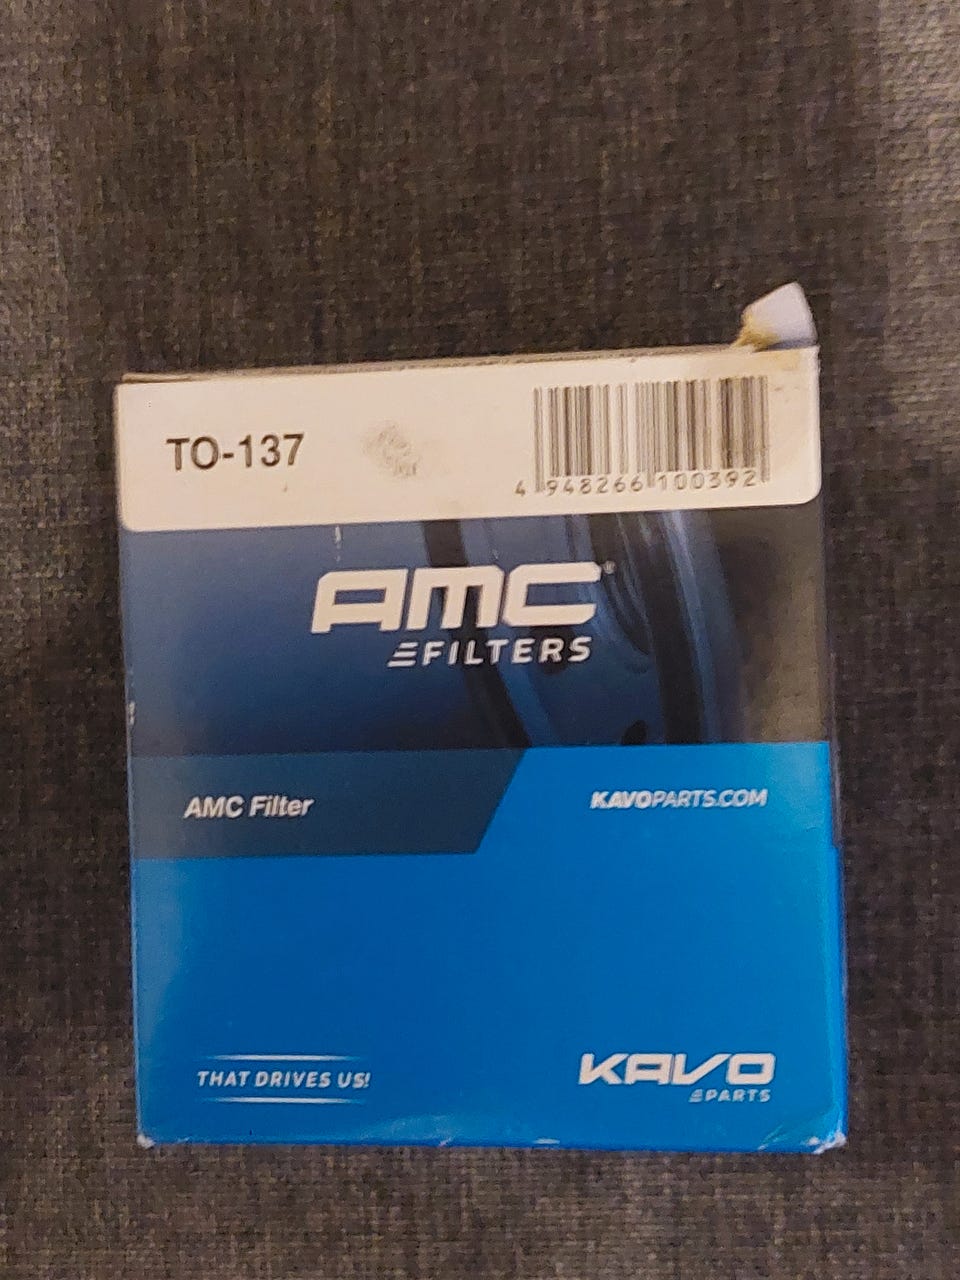 TO-137
4 948266 100392
AMC®
FILTERS
AMC Filter
KAVOPARTS.COM
THAT DRIVES US!
KAVO
PARTS